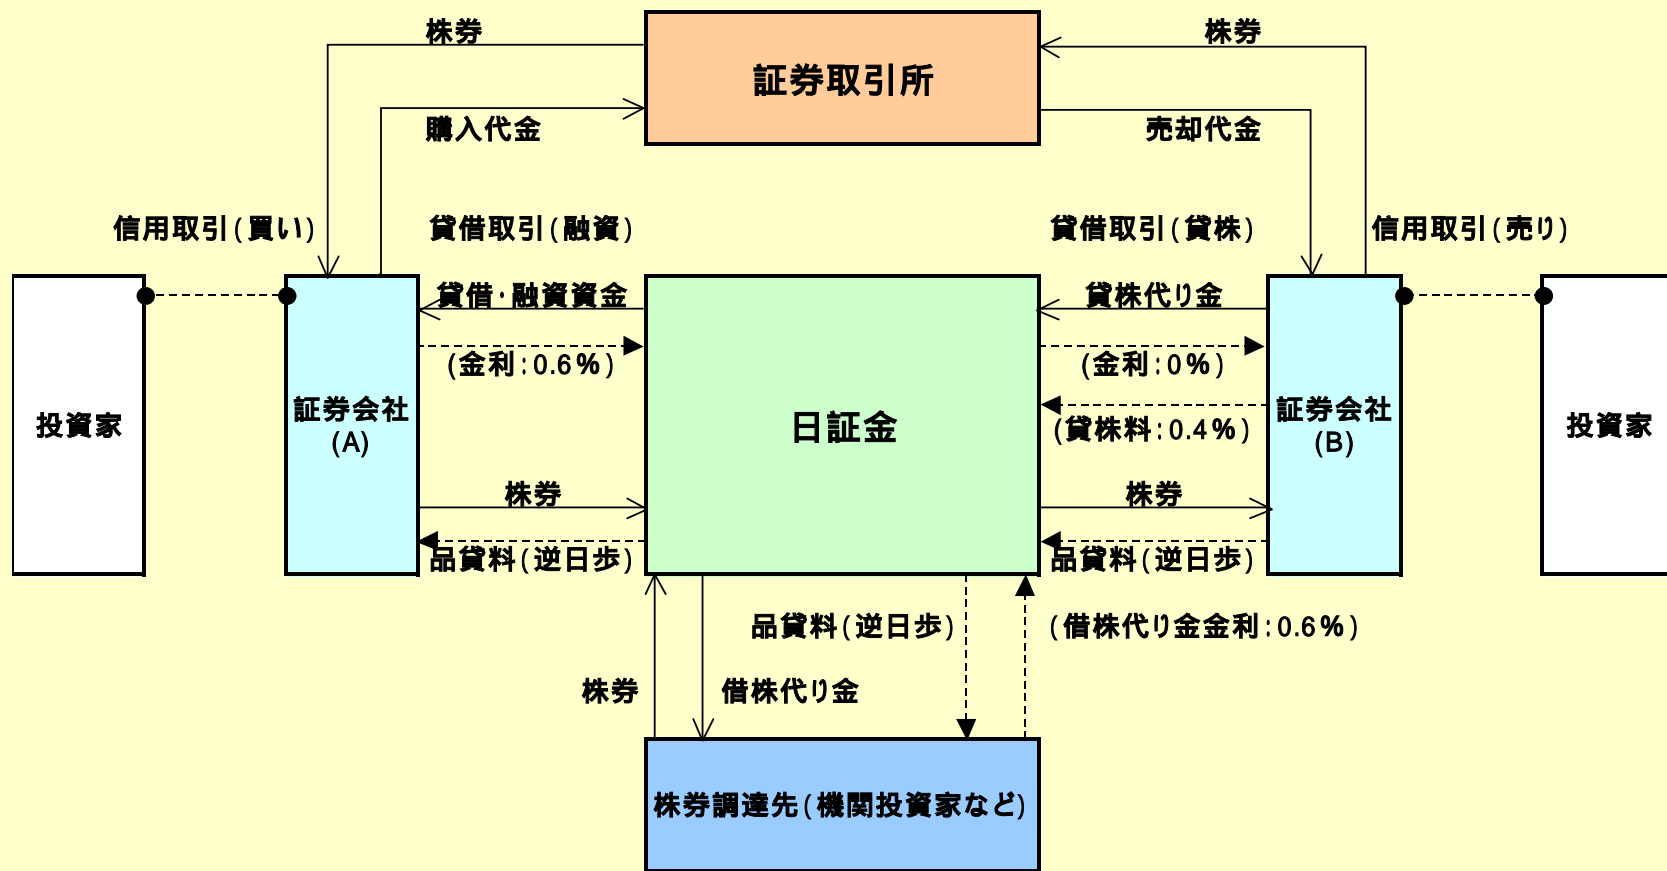 株券
株券
証券取引所
購入代金
売却代金
信用取引(買い)
貸借取引(融資)
貸借取引(貸株)
信用取引(売り)
貸借・融資資金
貸株代り金
(金利:0.6%)
(金利:0%)
投資家
証券会社
(A)
日証金
(貸株料:0.4%)
証券会社
(B)
投資家
株券
株券
品貸料(逆日歩)
品貸料(逆日歩)
品貸料(逆日歩)
(借株代り金金利:0.6%)
株券
借株代り金
株券調達先(機関投資家など)